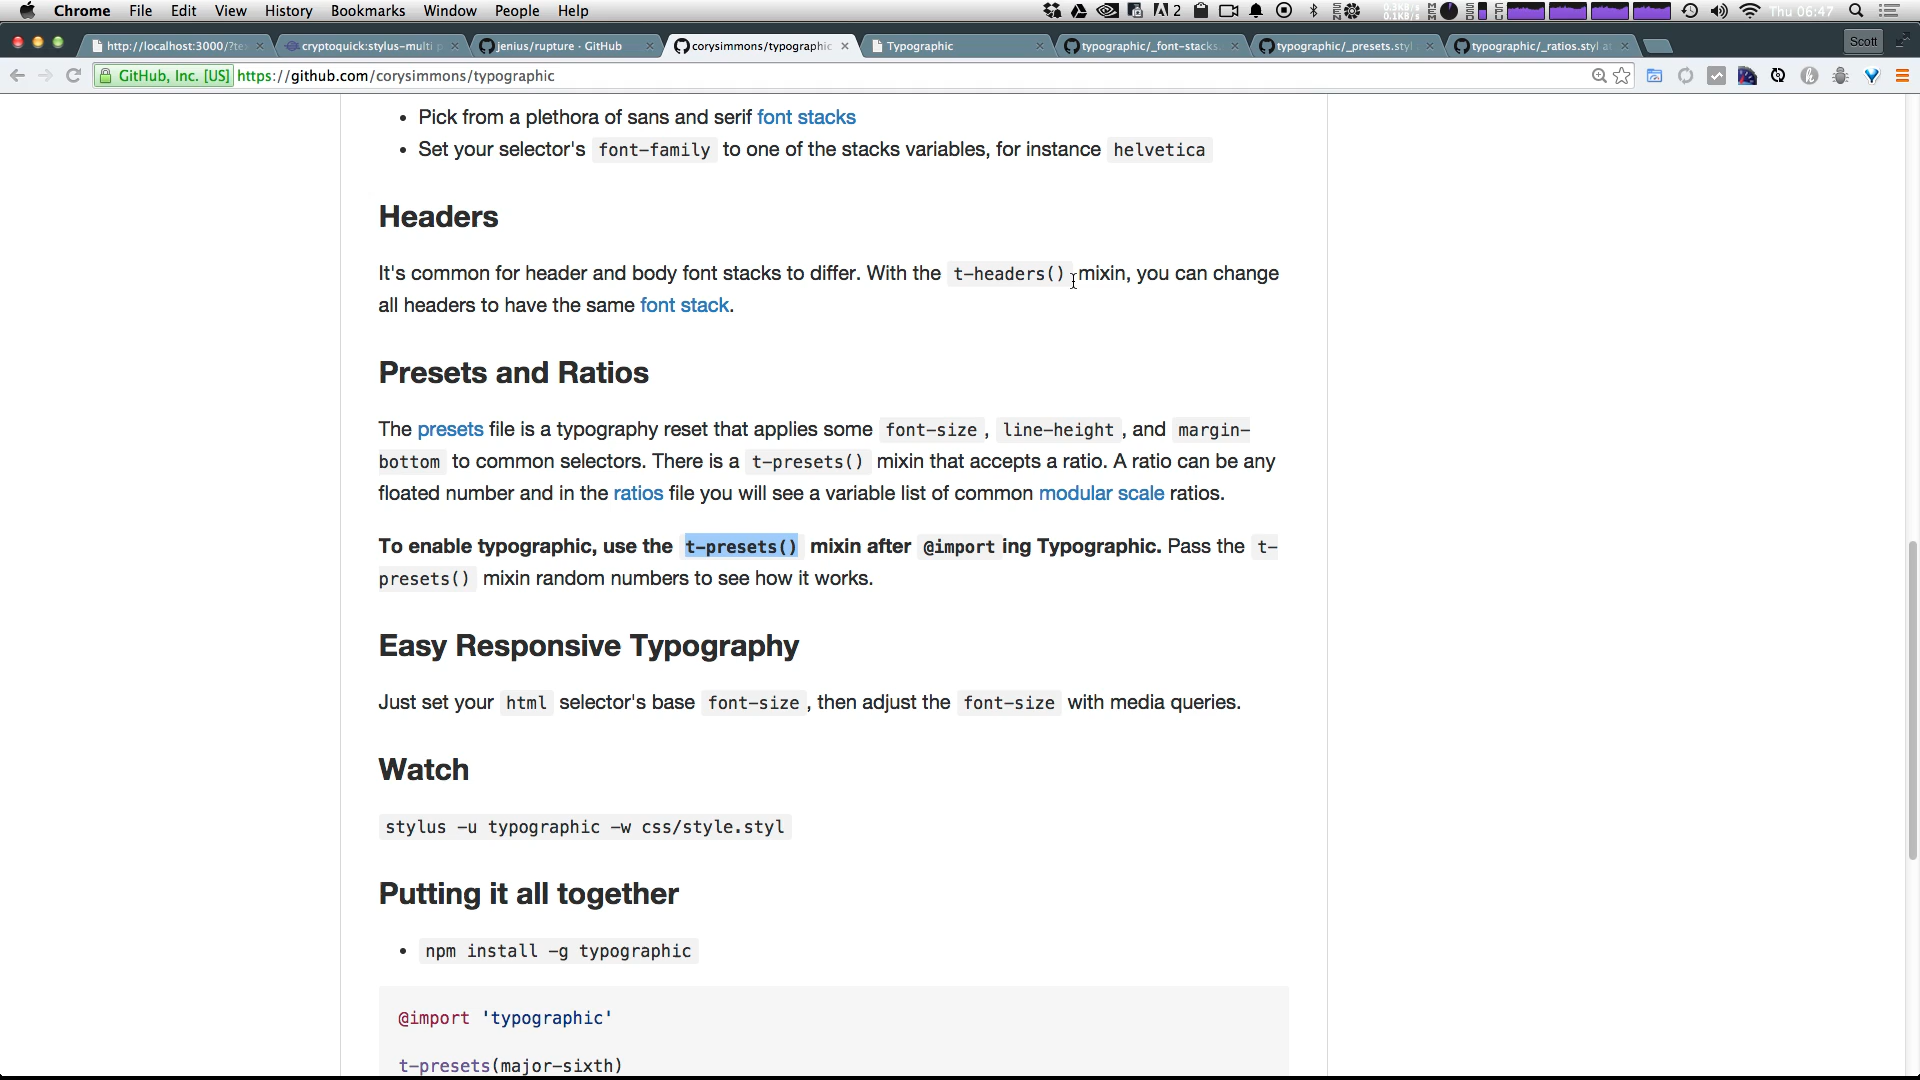 Chrome File Edit View History Bookmarks Window People Help 2 Thu 06:47
http://localhost:3000/?te cryptoquick:stylus-multi jenius/rupture · GitHub corysimmons/typographic Typographic typographic/_font-stacks. typographic/_presets.styl typographic/_ratios.styl at Scott
GitHub, Inc. [US] https://github.com/corysimmons/typographic
• Pick from a plethora of sans and serif font stacks
• Set your selector's font-family to one of the stacks variables, for instance helvetica
Headers
It's common for header and body font stacks to differ. With the t-headers() mixin, you can change
all headers to have the same font stack.
Presets and Ratios
The presets file is a typography reset that applies some font-size , line-height , and margin-
bottom to common selectors. There is a t-presets() mixin that accepts a ratio. A ratio can be any
floated number and in the ratios file you will see a variable list of common modular scale ratios.
To enable typographic, use the t-presets() mixin after @import ing Typographic. Pass the t-
presets() mixin random numbers to see how it works.
Easy Responsive Typography
Just set your html selector's base font-size , then adjust the font-size with media queries.
Watch
stylus -u typographic -w css/style.styl
Putting it all together
• npm install -g typographic
@import 'typographic'
t-presets(major-sixth)